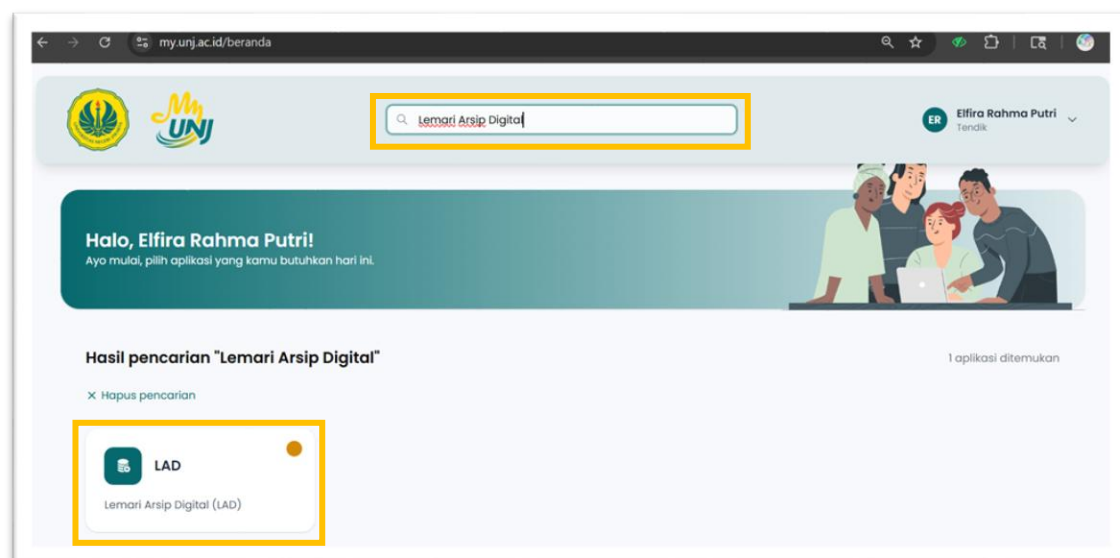 my.unj.ac.id/beranda
My
UNJ
Lemari Arsip Digital
ER
Elfira Rahma Putri
Tendik
Halo, Elfira Rahma Putri!
Ayo mulai, pilih aplikasi yang kamu butuhkan hari ini.
Hasil pencarian "Lemari Arsip Digital"
1 aplikasi ditemukan
× Hapus pencarian
LAD
Lemari Arsip Digital (LAD)